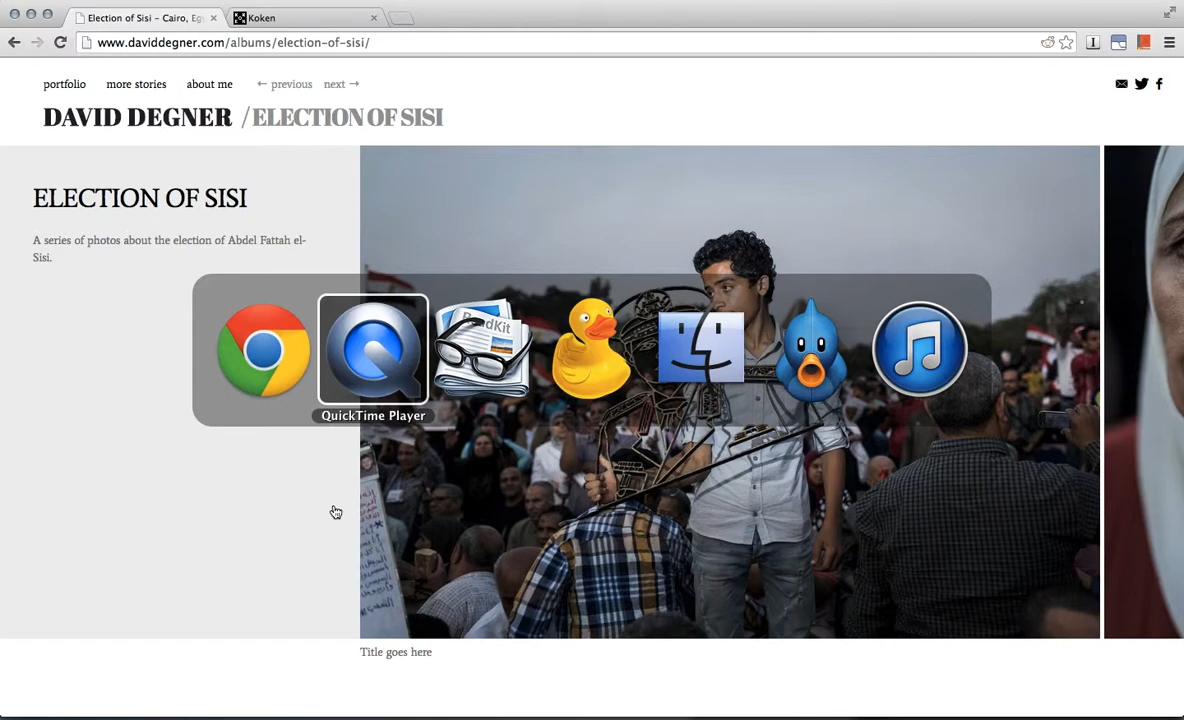 Election of Sisi – Cairo, Eg
Koken
www.daviddegner.com/albums/election-of-sisi/
portfolio more stories about me ← previous next →
DAVID DEGNER / ELECTION OF SISI
ELECTION OF SISI
A series of photos about the election of Abdel Fattah el-
Sisi.
QuickTime Player
Title goes here